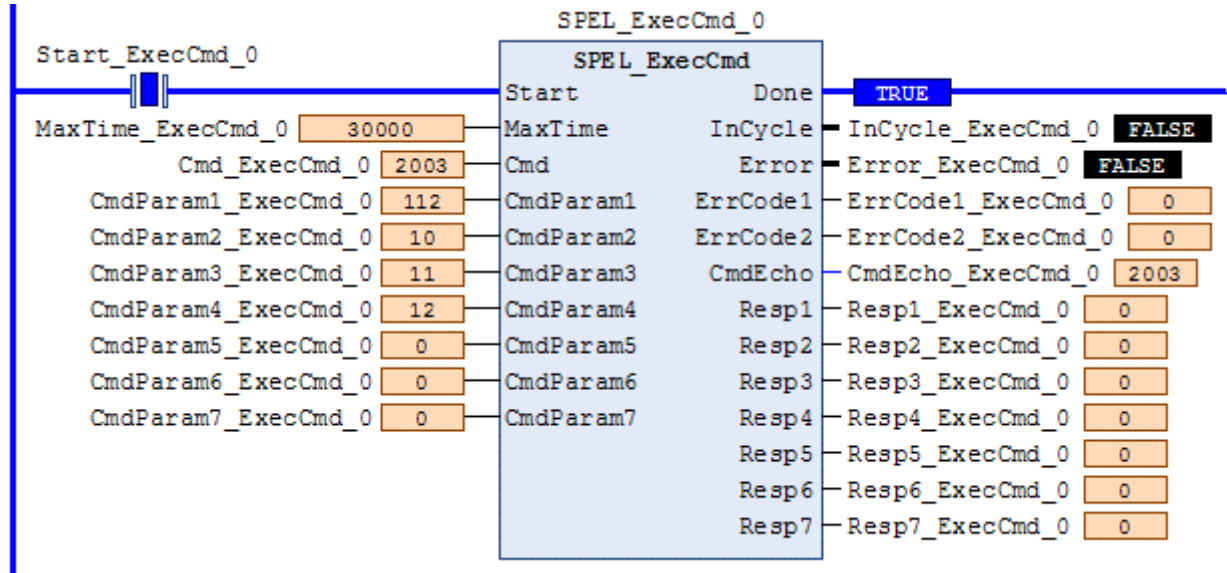 SPEL_ExecCmd_0
Start_ExecCmd_0
SPEL_ExecCmd
Start Done TRUE
MaxTime_ExecCmd_0 30000 MaxTime InCycle InCycle_ExecCmd_0 FALSE
Cmd_ExecCmd_0 2003 Cmd Error Error_ExecCmd_0 FALSE
CmdParam1_ExecCmd_0 112 CmdParam1 ErrCode1 ErrCode1_ExecCmd_0 0
CmdParam2_ExecCmd_0 10 CmdParam2 ErrCode2 ErrCode2_ExecCmd_0 0
CmdParam3_ExecCmd_0 11 CmdParam3 CmdEcho CmdEcho_ExecCmd_0 2003
CmdParam4_ExecCmd_0 12 CmdParam4 Resp1 Resp1_ExecCmd_0 0
CmdParam5_ExecCmd_0 0 CmdParam5 Resp2 Resp2_ExecCmd_0 0
CmdParam6_ExecCmd_0 0 CmdParam6 Resp3 Resp3_ExecCmd_0 0
CmdParam7_ExecCmd_0 0 CmdParam7 Resp4 Resp4_ExecCmd_0 0
Resp5 Resp5_ExecCmd_0 0
Resp6 Resp6_ExecCmd_0 0
Resp7 Resp7_ExecCmd_0 0